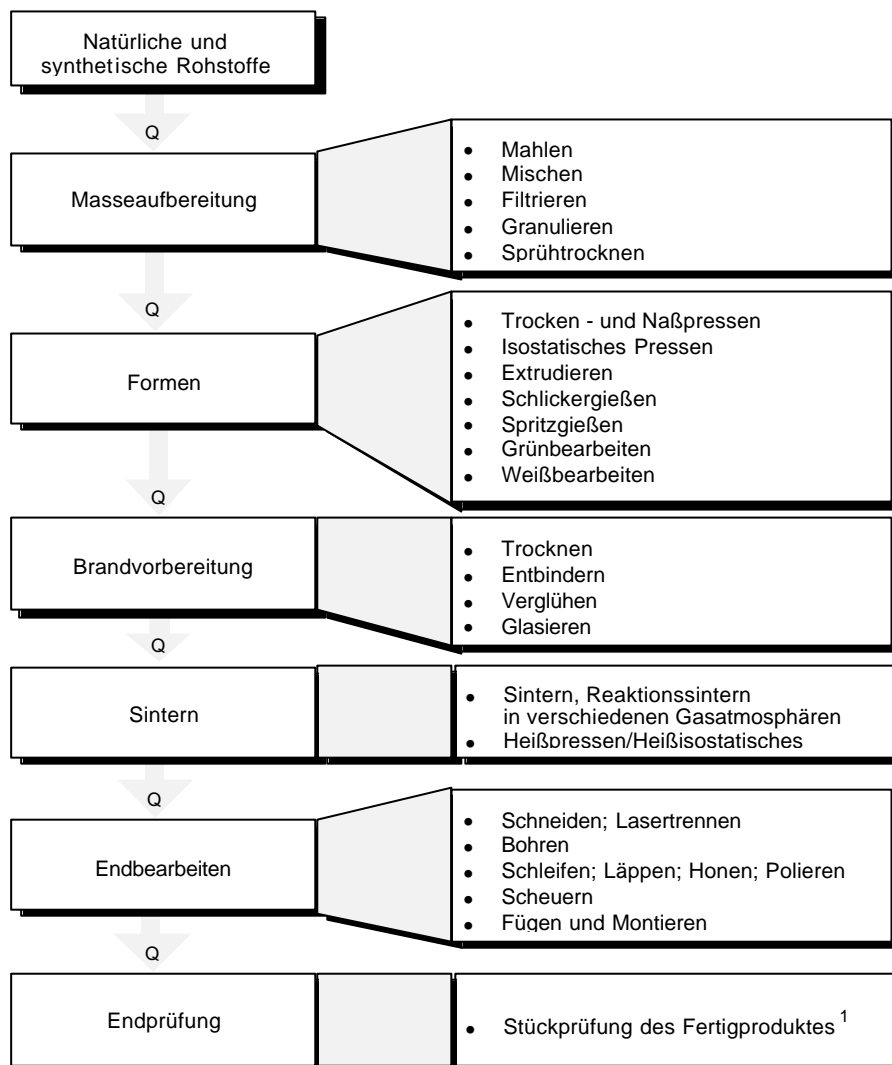 Natürliche und
synthetische Rohstoffe
Q
Masseaufbereitung
• Mahlen
• Mischen
• Filtrieren
• Granulieren
• Sprühtrocknen
Q
Formen
• Trocken - und Naßpressen
• Isostatisches Pressen
• Extrudieren
• Schlickergießen
• Spritzgießen
• Grünbearbeiten
• Weißbearbeiten
Q
Brandvorbereitung
• Trocknen
• Entbindern
• Verglühen
• Glasieren
Q
Sintern
• Sintern, Reaktionssintern
in verschiedenen Gasatmosphären
• Heißpressen/Heißisostatisches
Q
Endbearbeiten
• Schneiden; Lasertrennen
• Bohren
• Schleifen; Läppen; Honen; Polieren
• Scheuern
• Fügen und Montieren
Q
Endprüfung
• Stückprüfung des Fertigproduktes 1